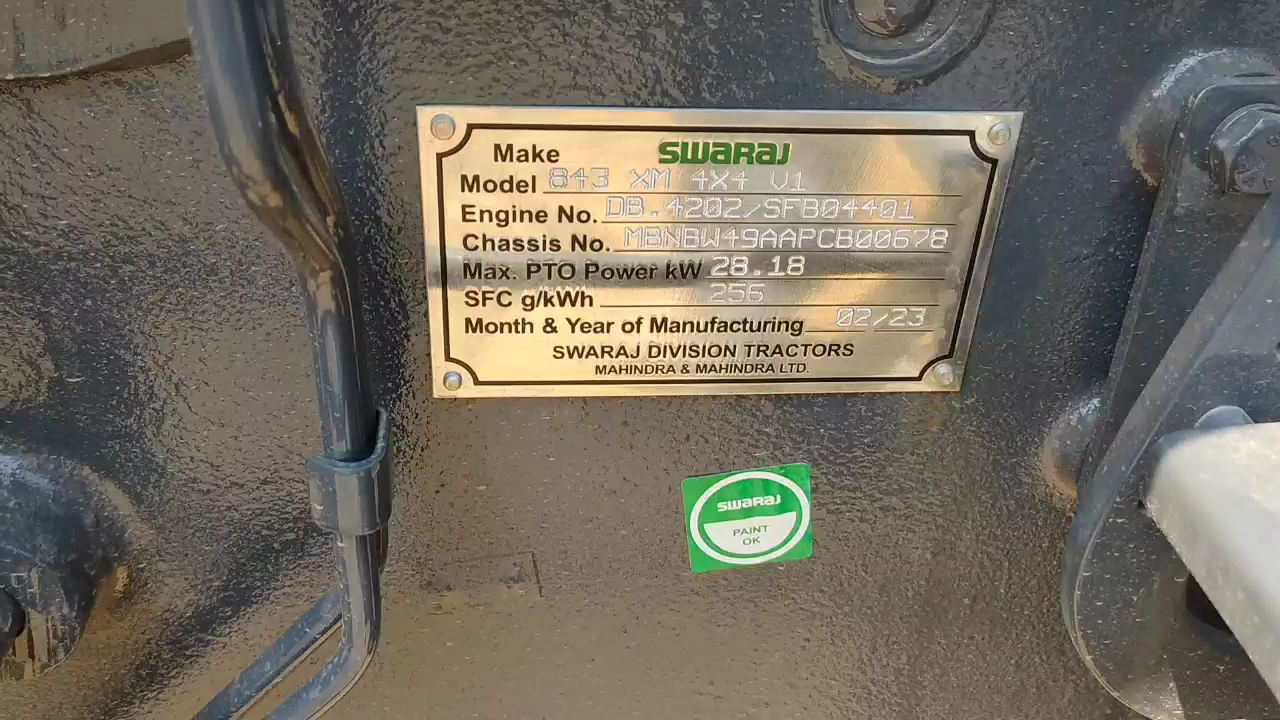 Make SWARAJ
Model 843 XM 4X4 V1
Engine No. DB.4202/SFB04401
Chassis No. MBNBW49AAPCB00678
Max. PTO Power kW 28.18
SFC g/kWh 256
Month & Year of Manufacturing 02/23
SWARAJ DIVISION TRACTORS
MAHINDRA & MAHINDRA LTD.
SWARAJ
PAINT
OK